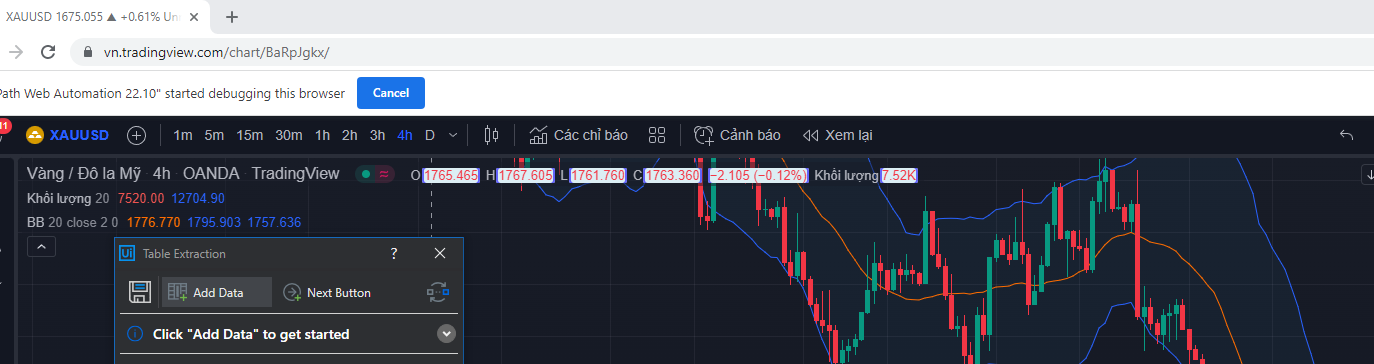 XAUUSD 1675.055 ▲ +0.61% Un
vn.tradingview.com/chart/BaRpJgkx/
Path Web Automation 22.10" started debugging this browser Cancel
11 XAUUSD 1m 5m 15m 30m 1h 2h 3h 4h D Các chỉ báo Cảnh báo Xem lại
Vàng / Đô la Mỹ 4h OANDA TradingView O1765.465 H1767.605 L1761.760 C1763.360 −2.105 (−0.12%) Khối lượng 7.52K
Khối lượng 20 7520.00 12704.90
BB 20 close 2 0 1776.770 1795.903 1757.636
Ui Table Extraction ?
Add Data Next Button
Click "Add Data" to get started